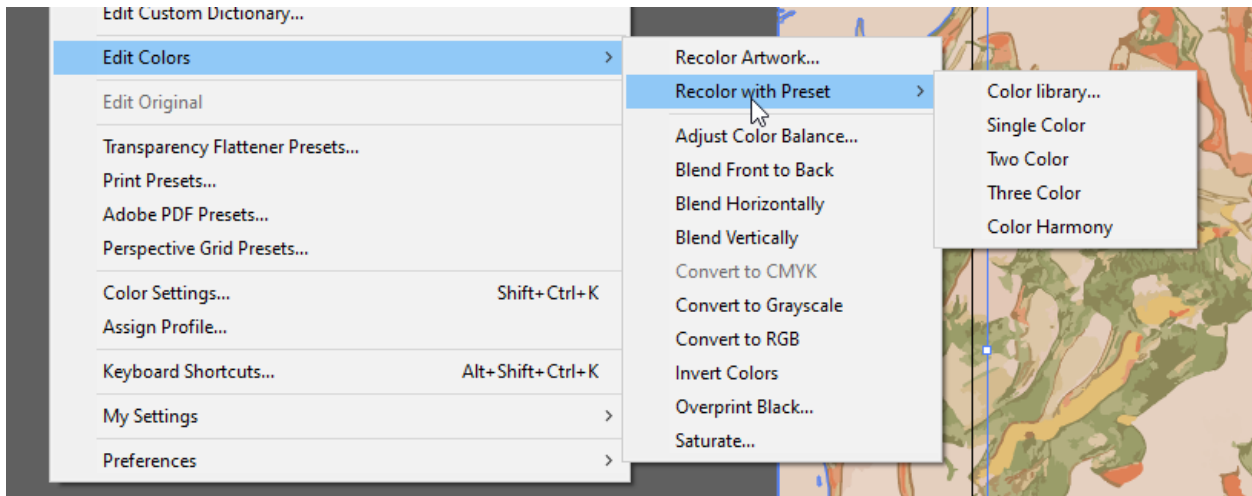 Edit Custom Dictionary...
Edit Colors
Edit Original
Transparency Flattener Presets...
Print Presets...
Adobe PDF Presets...
Perspective Grid Presets...
Color Settings... Shift+Ctrl+K
Assign Profile...
Keyboard Shortcuts... Alt+Shift+Ctrl+K
My Settings
Preferences
Recolor Artwork...
Recolor with Preset
Adjust Color Balance...
Blend Front to Back
Blend Horizontally
Blend Vertically
Convert to CMYK
Convert to Grayscale
Convert to RGB
Invert Colors
Overprint Black...
Saturate...
Color library...
Single Color
Two Color
Three Color
Color Harmony